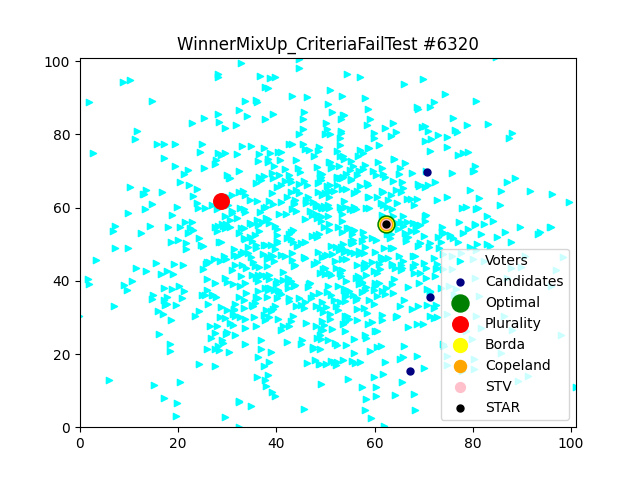 WinnerMixUp_CriteriaFailTest #6320
100
80
60
40
20
0
0
20
40
60
80
100
Voters
Candidates
Optimal
Plurality
Borda
Copeland
STV
STAR